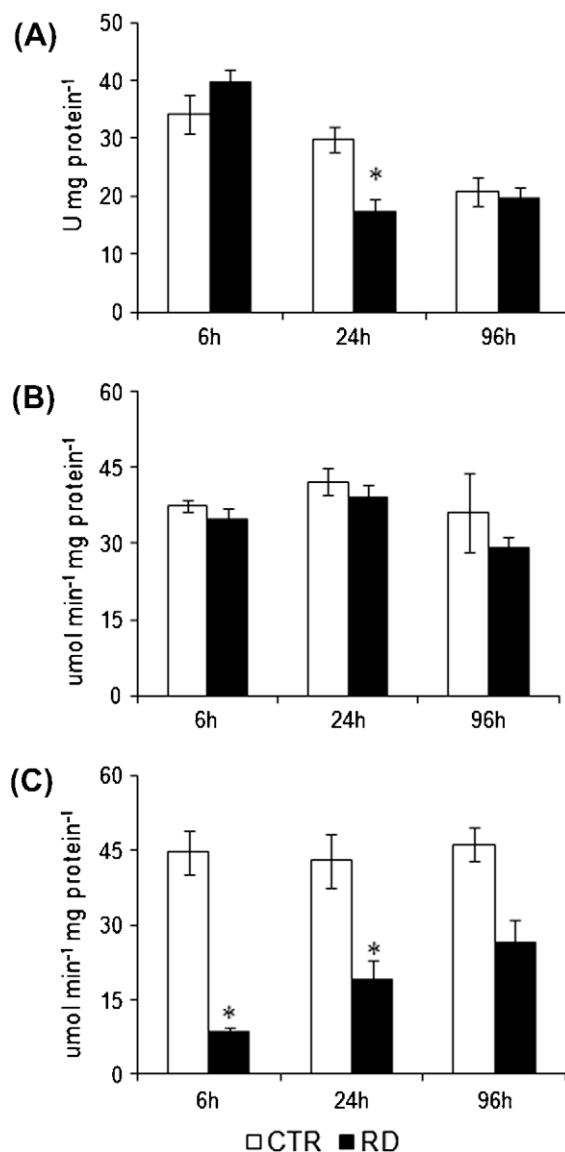 (A)
U mg protein⁻¹
50
40
30
20
10
0
*
6h 24h 96h
(B)
umol min⁻¹ mg protein⁻¹
60
45
30
15
0
6h 24h 96h
(C)
umol min⁻¹ mg protein⁻¹
60
45
30
15
0
*
*
6h 24h 96h
CTR RD